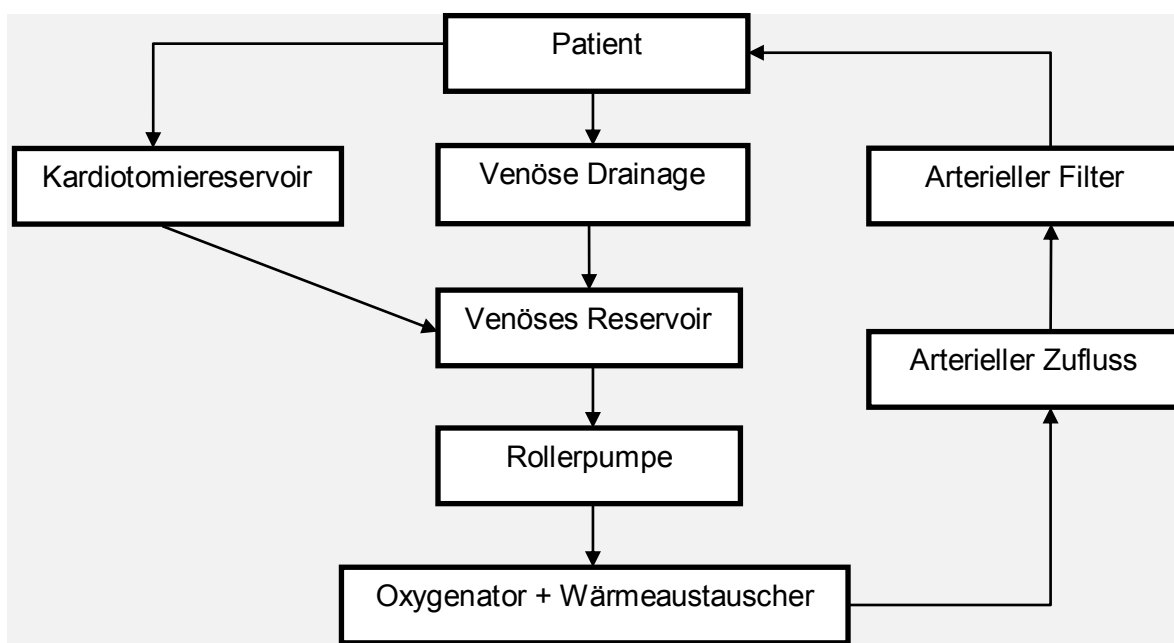 Patient
Kardiotomiereservoir
Venöse Drainage
Arterieller Filter
Venöses Reservoir
Arterieller Zufluss
Rollerpumpe
Oxygenator + Wärmeaustauscher